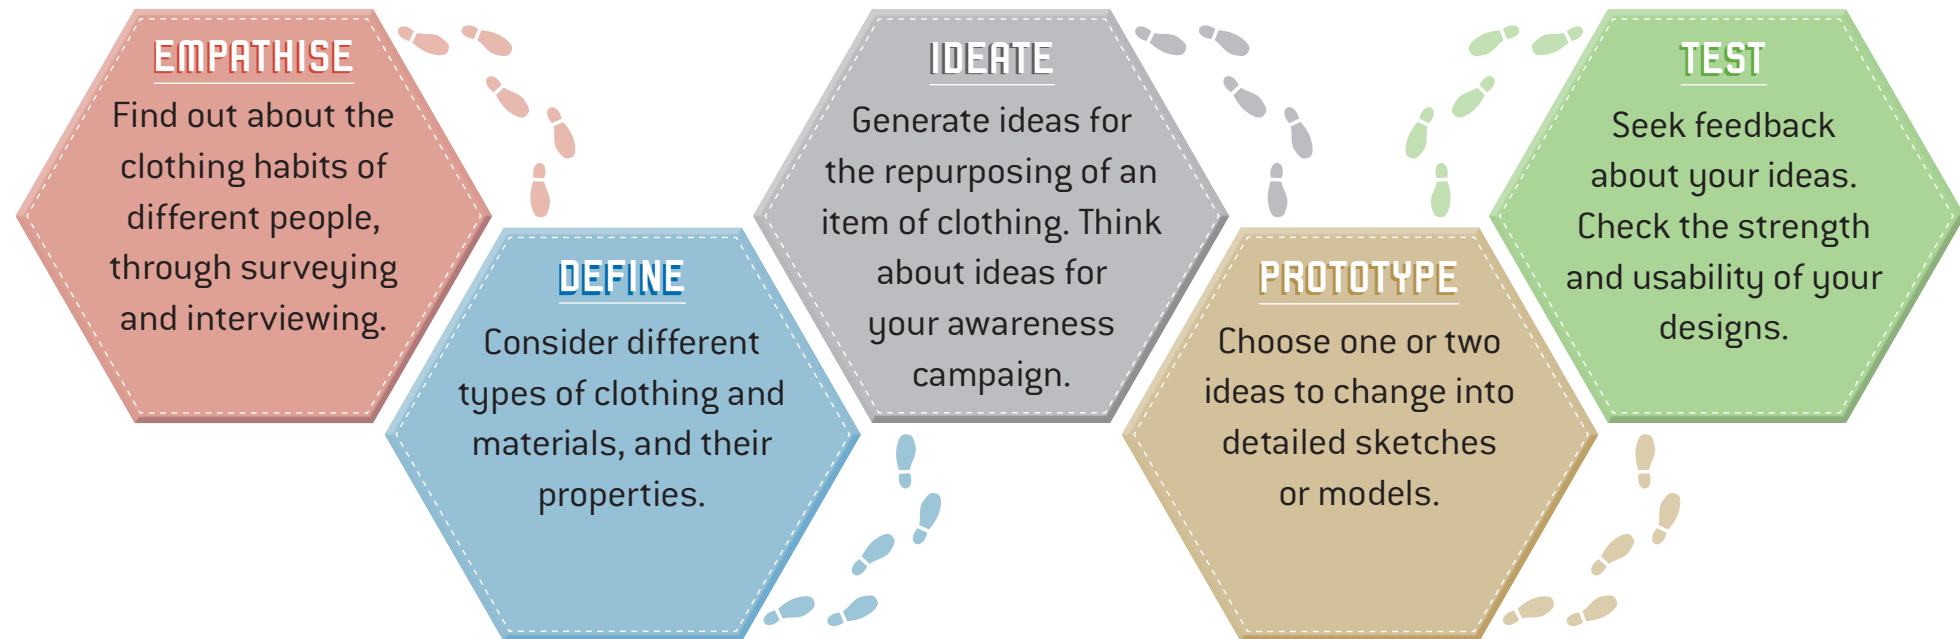 EMPATHISE
Find out about the
clothing habits of
different people,
through surveying
and interviewing.
DEFINE
Consider different
types of clothing and
materials, and their
properties.
IDEATE
Generate ideas for
the repurposing of an
item of clothing. Think
about ideas for
your awareness
campaign.
PROTOTYPE
Choose one or two
ideas to change into
detailed sketches
or models.
TEST
Seek feedback
about your ideas.
Check the strength
and usability of your
designs.